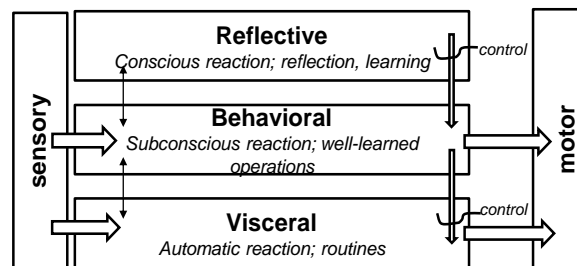 Reflective
Conscious reaction; reflection, learning
control
Behavioral
Subconscious reaction; well-learned
operations
control
Visceral
Automatic reaction; routines
sensory
motor